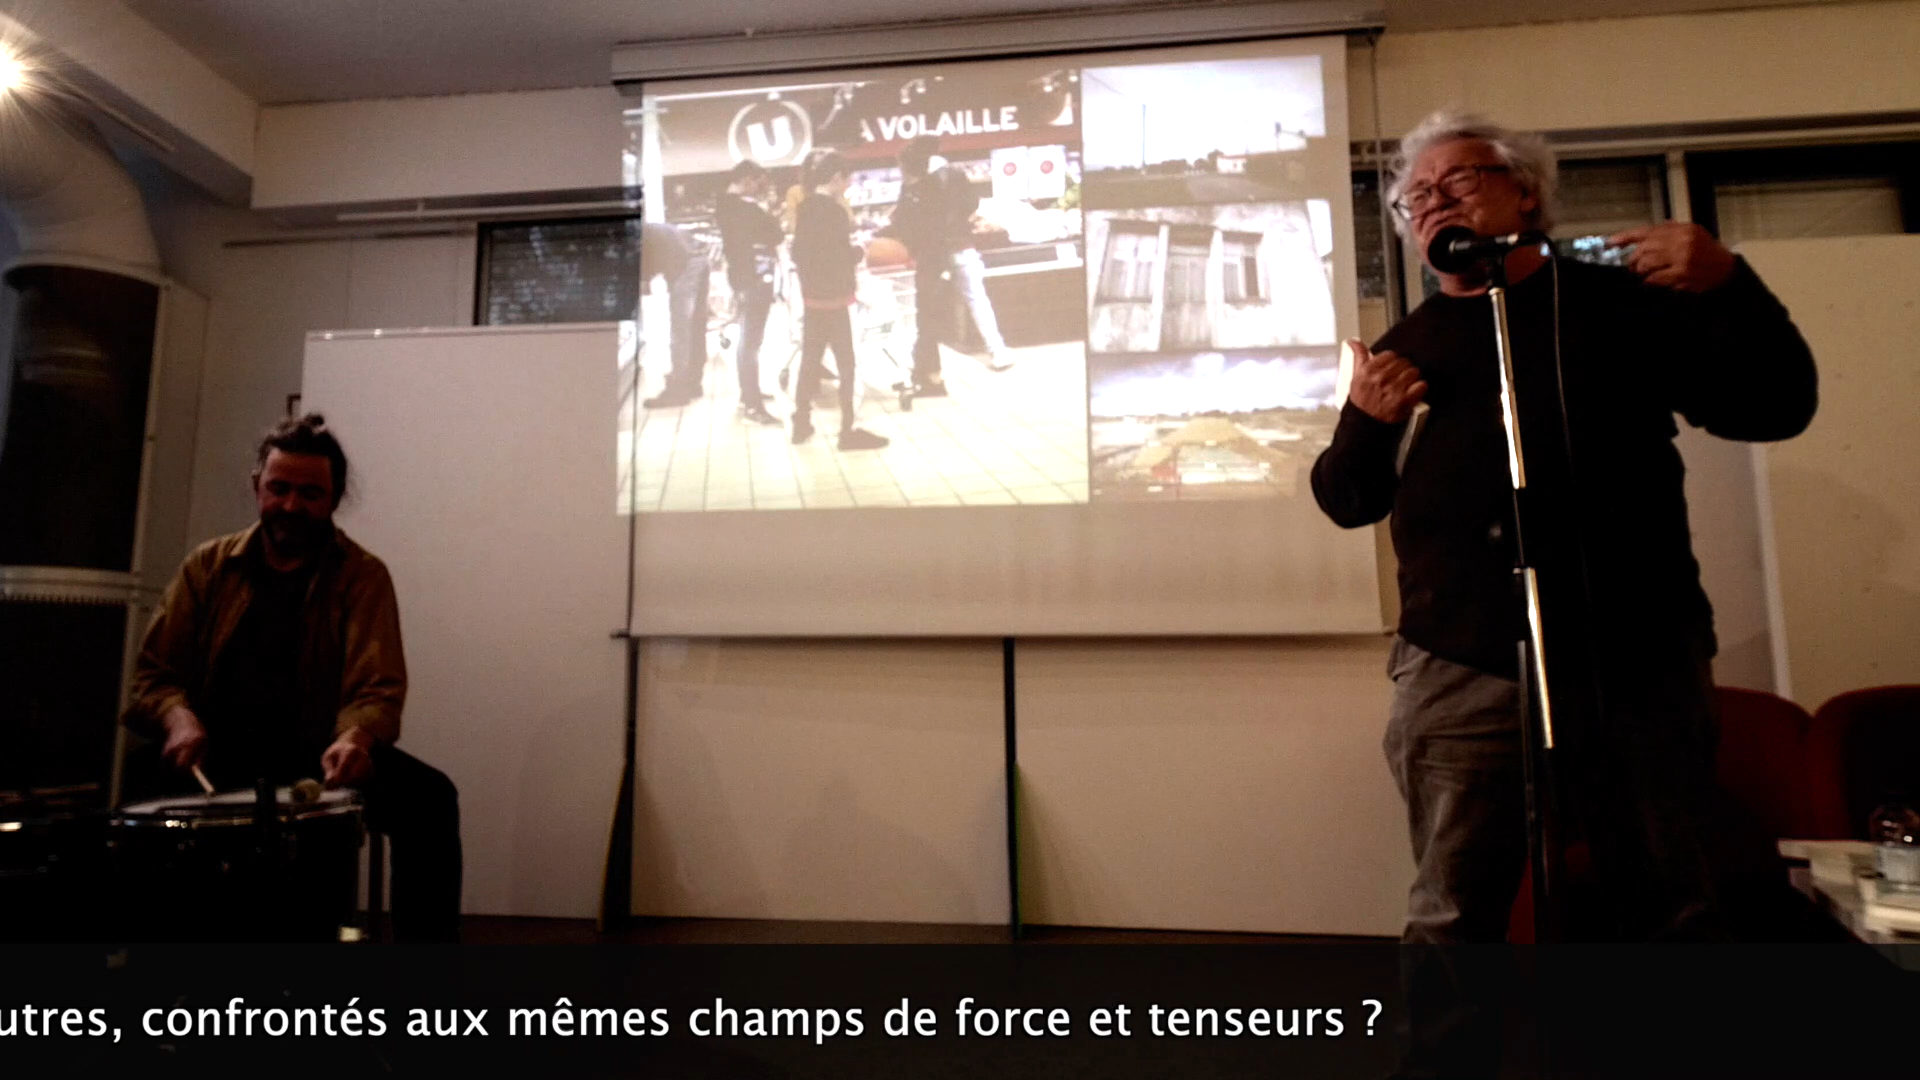 U
A VOLAILLE
utres, confrontés aux mêmes champs de force et tenseurs ?